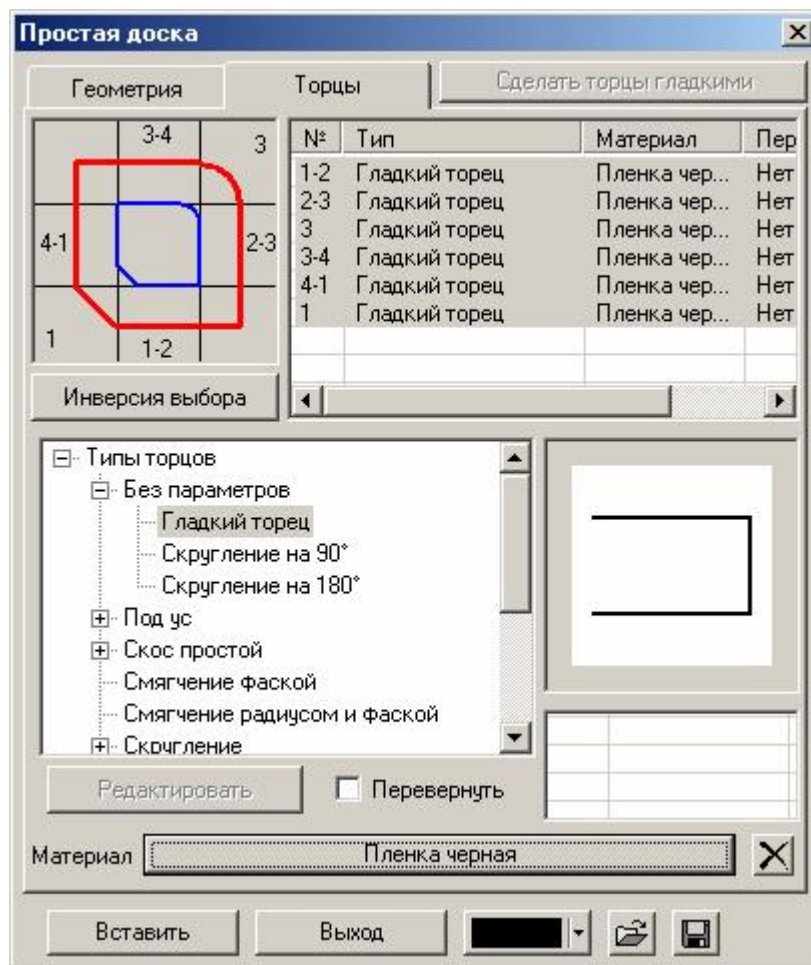 Простая доска
Геометрия Торцы Сделать торцы гладкими
3-4 3
4-1 2-3
1 1-2
№ Тип Материал Пер
1-2 Гладкий торец Пленка чер... Нет
2-3 Гладкий торец Пленка чер... Нет
3 Гладкий торец Пленка чер... Нет
3-4 Гладкий торец Пленка чер... Нет
4-1 Гладкий торец Пленка чер... Нет
1 Гладкий торец Пленка чер... Нет
Инверсия выбора
Типы торцов
Без параметров
Гладкий торец
Скругление на 90°
Скругление на 180°
Под ус
Скос простой
Смягчение фаской
Смягчение радиусом и фаской
Скругление
Редактировать Перевернуть
Материал Пленка черная
Вставить Выход